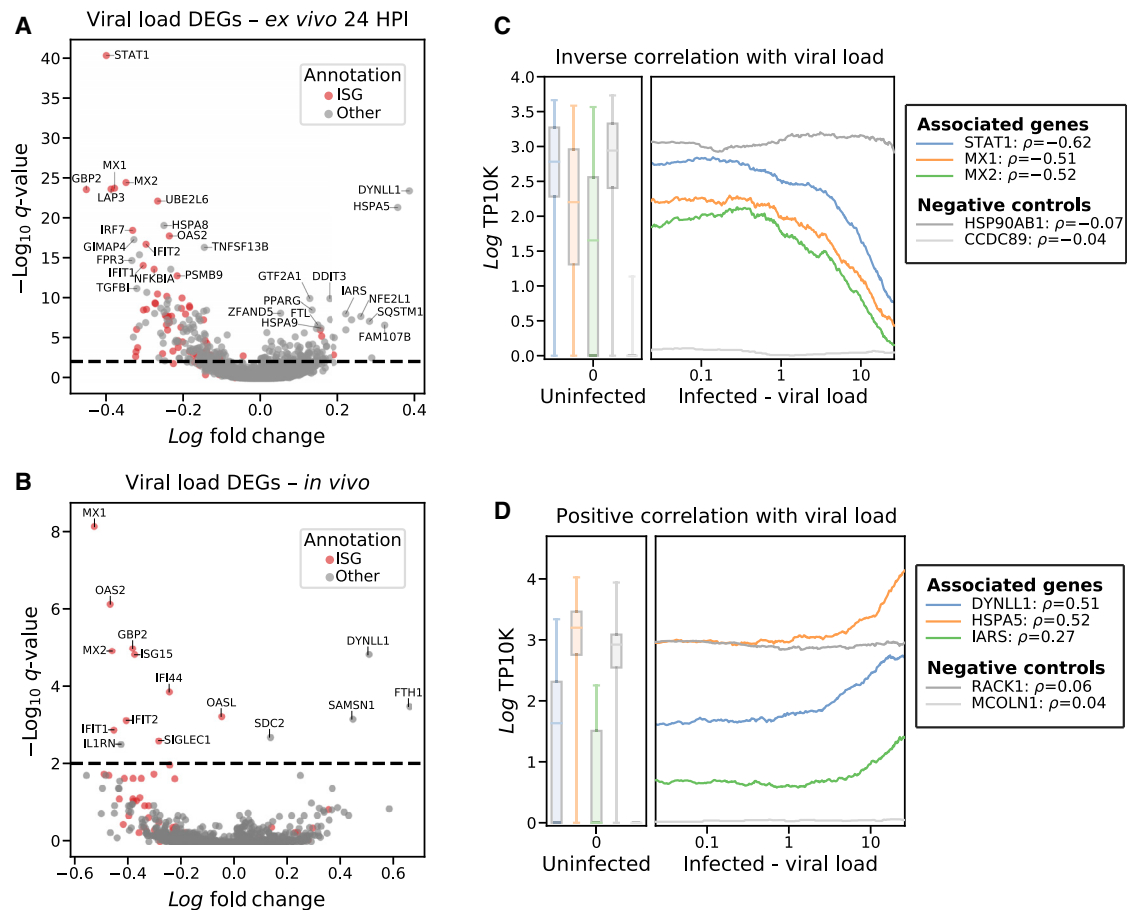 A
Viral load DEGs – ex vivo 24 HPI
−Log10 q-value
40
35
30
25
20
15
10
5
0
STAT1
Annotation
ISG
Other
MX1
GBP2
MX2
LAP3
UBE2L6
DYNLL1
HSPA5
HSPA8
IRF7
OAS2
GIMAP4
IFIT2
TNFSF13B
FPR3
IFIT1
NFKBIA
PSMB9
TGFBI
GTF2A1
DDIT3
IARS
PPARG
NFE2L1
ZFAND5
FTL
SQSTM1
HSPA9
FAM107B
−0.4
−0.2
0.0
0.2
0.4
Log fold change
B
Viral load DEGs – in vivo
−Log10 q-value
8
6
4
2
0
MX1
Annotation
ISG
Other
OAS2
GBP2
MX2
ISG15
DYNLL1
IFI44
FTH1
OASL
SAMSN1
IFIT1
IFIT2
SDC2
IL1RN
SIGLEC1
−0.6
−0.4
−0.2
0.0
0.2
0.4
0.6
Log fold change
C
Inverse correlation with viral load
Log TP10K
4.0
3.5
3.0
2.5
2.0
1.5
1.0
0.5
0.0
0
Uninfected
0.1
1
10
Infected - viral load
Associated genes
STAT1: ρ=−0.62
MX1: ρ=−0.51
MX2: ρ=−0.52
Negative controls
HSP90AB1: ρ=−0.07
CCDC89: ρ=−0.04
D
Positive correlation with viral load
Log TP10K
4
3
2
1
0
0
Uninfected
0.1
1
10
Infected - viral load
Associated genes
DYNLL1: ρ=0.51
HSPA5: ρ=0.52
IARS: ρ=0.27
Negative controls
RACK1: ρ=0.06
MCOLN1: ρ=0.04